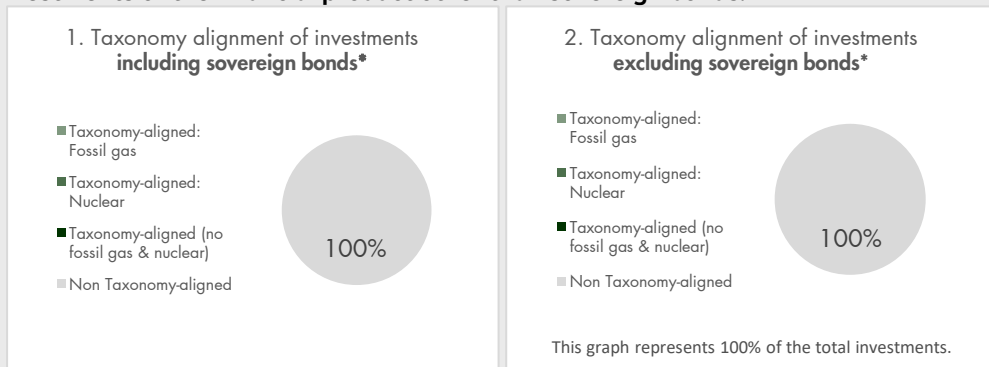 1. Taxonomy alignment of investments
including sovereign bonds*
Taxonomy-aligned:
Fossil gas
Taxonomy-aligned:
Nuclear
Taxonomy-aligned (no
fossil gas & nuclear)
Non Taxonomy-aligned
100%
2. Taxonomy alignment of investments
excluding sovereign bonds*
Taxonomy-aligned:
Fossil gas
Taxonomy-aligned:
Nuclear
Taxonomy-aligned (no
fossil gas & nuclear)
Non Taxonomy-aligned
100%
This graph represents 100% of the total investments.